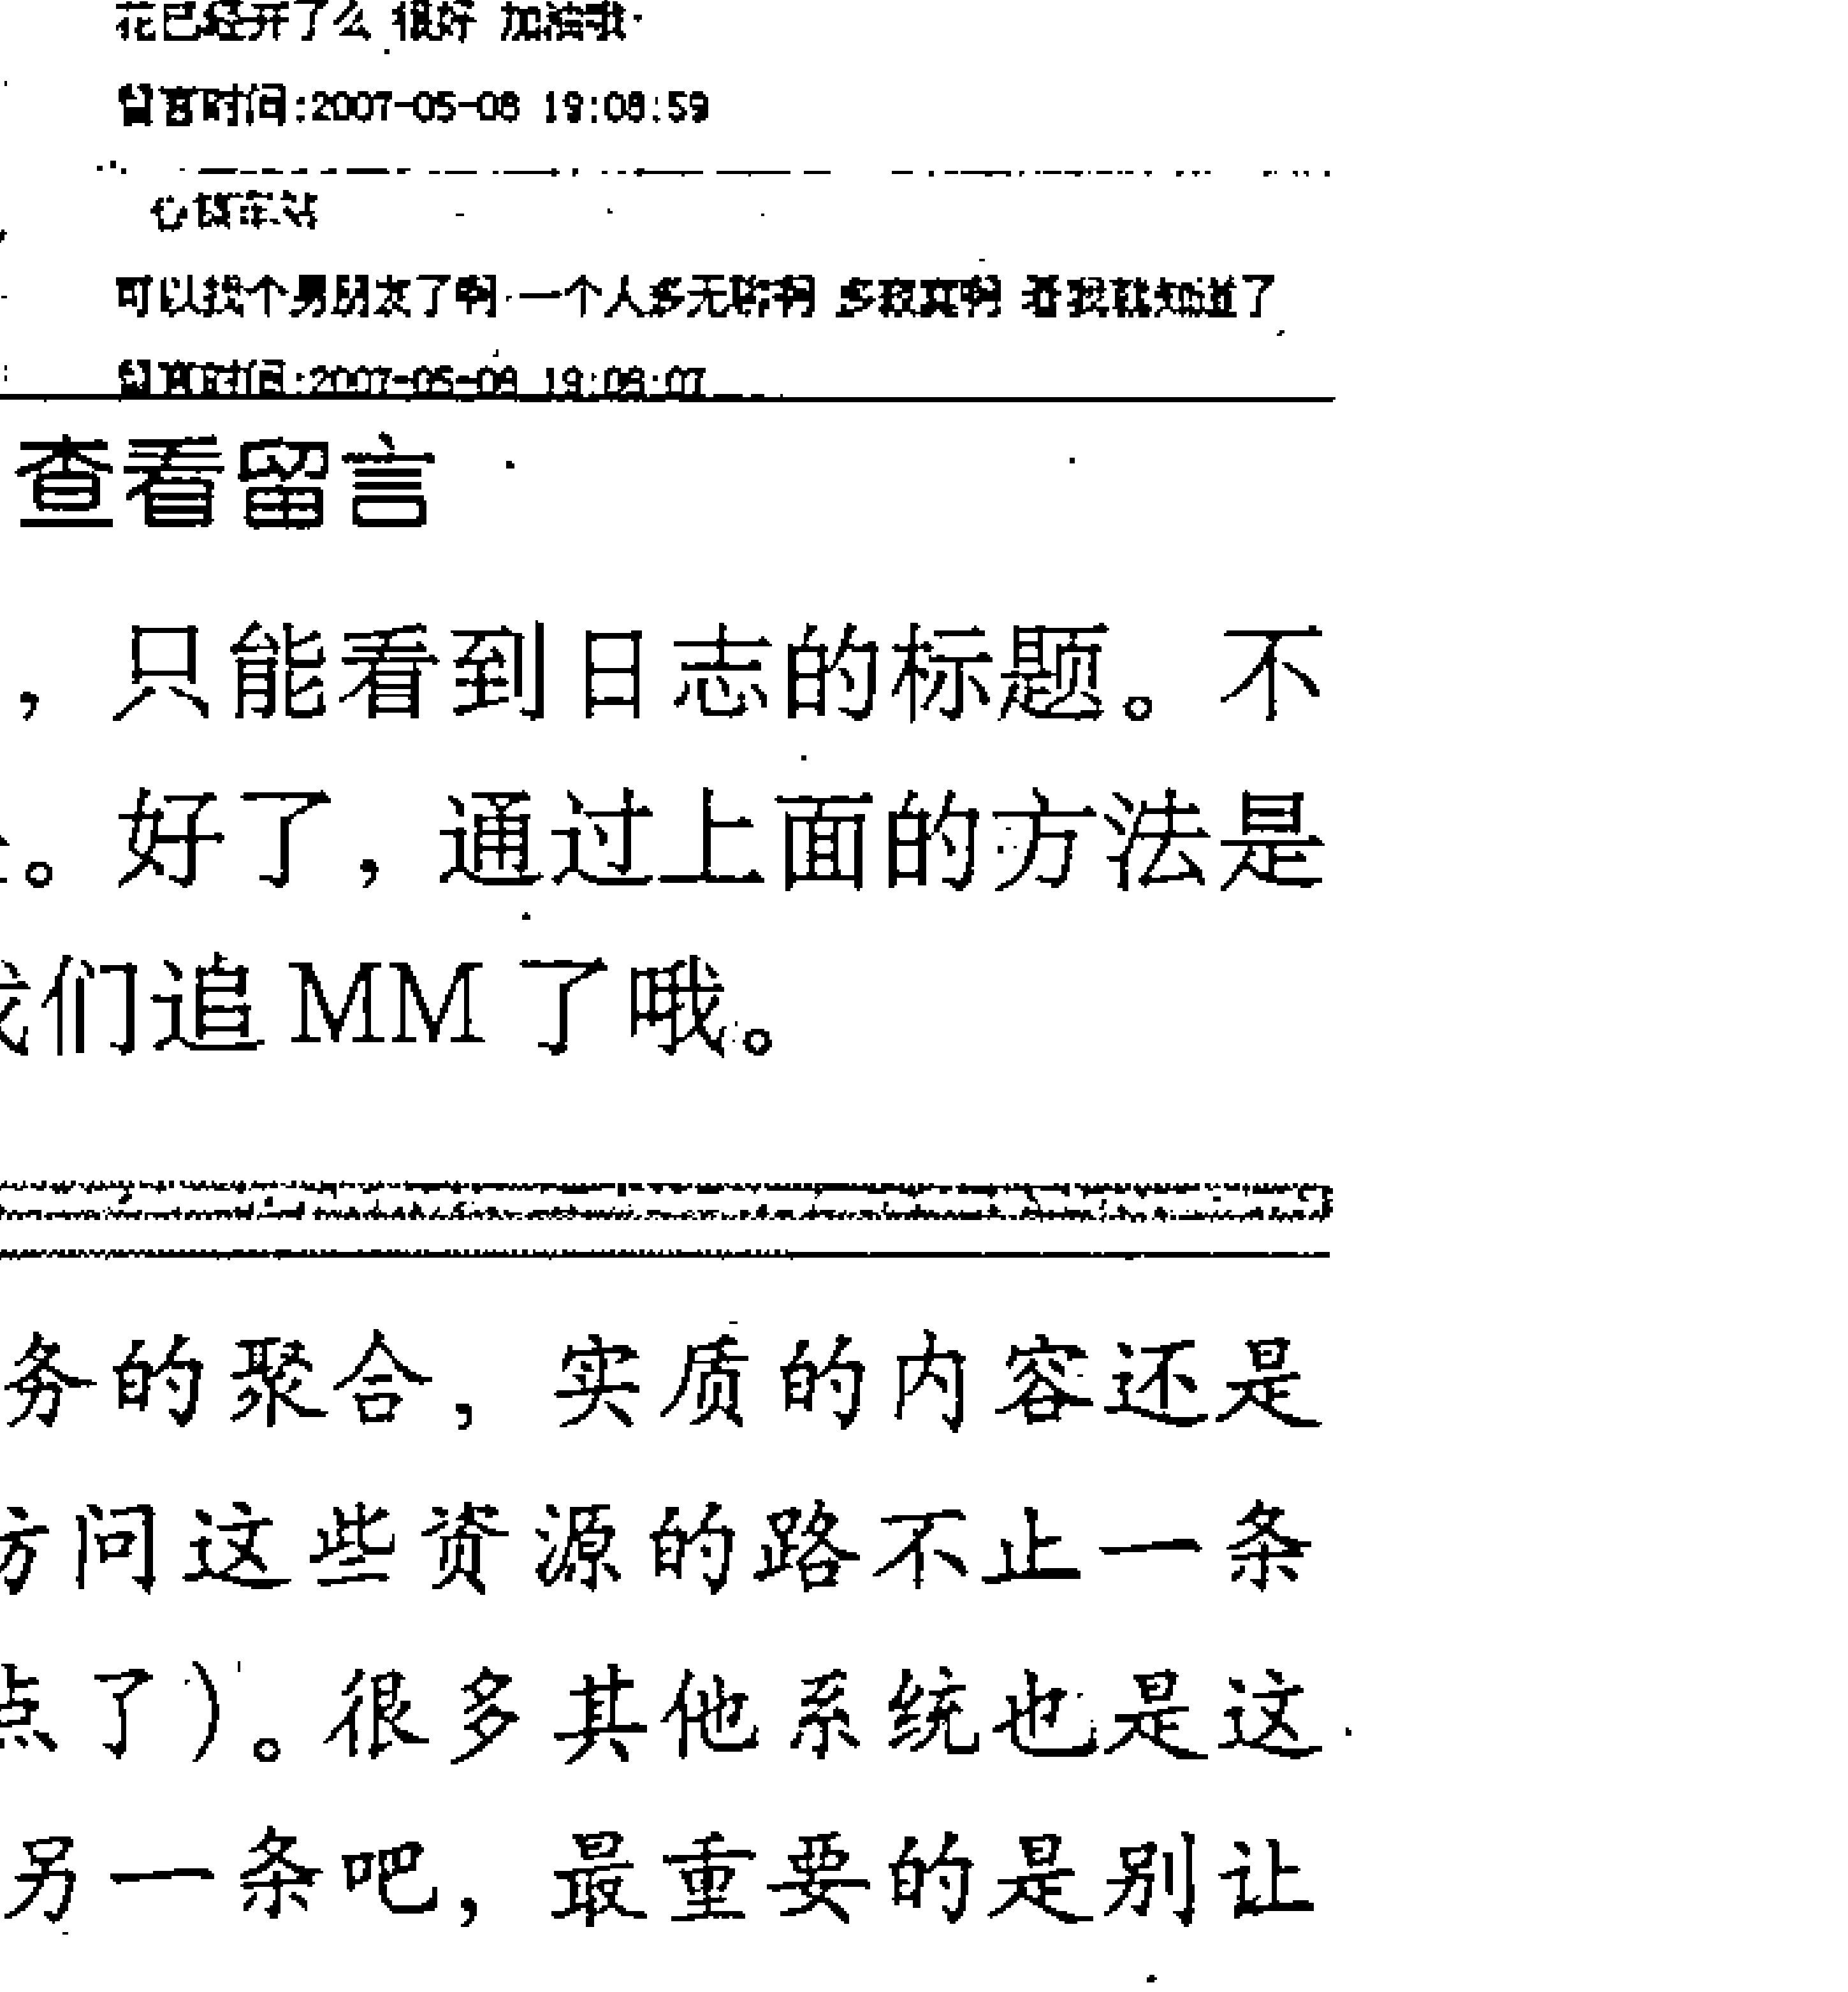 花已经开了么 很好 加油哦
留言时间:2007-05-08 19:08:59
心
可以找个男朋友了啊 一个人多无聊啊 多寂寞啊 看我就知道了
留言时间:2007-05-08 19:08:07
查看留言
，只能看到日志的标题。不
。好了，通过上面的方法是
我们追 MM 了哦。
务的聚合，实质的内容还是
访问这些资源的路不止一条
点了）。很多其他系统也是这
另一条吧，最重要的是别让